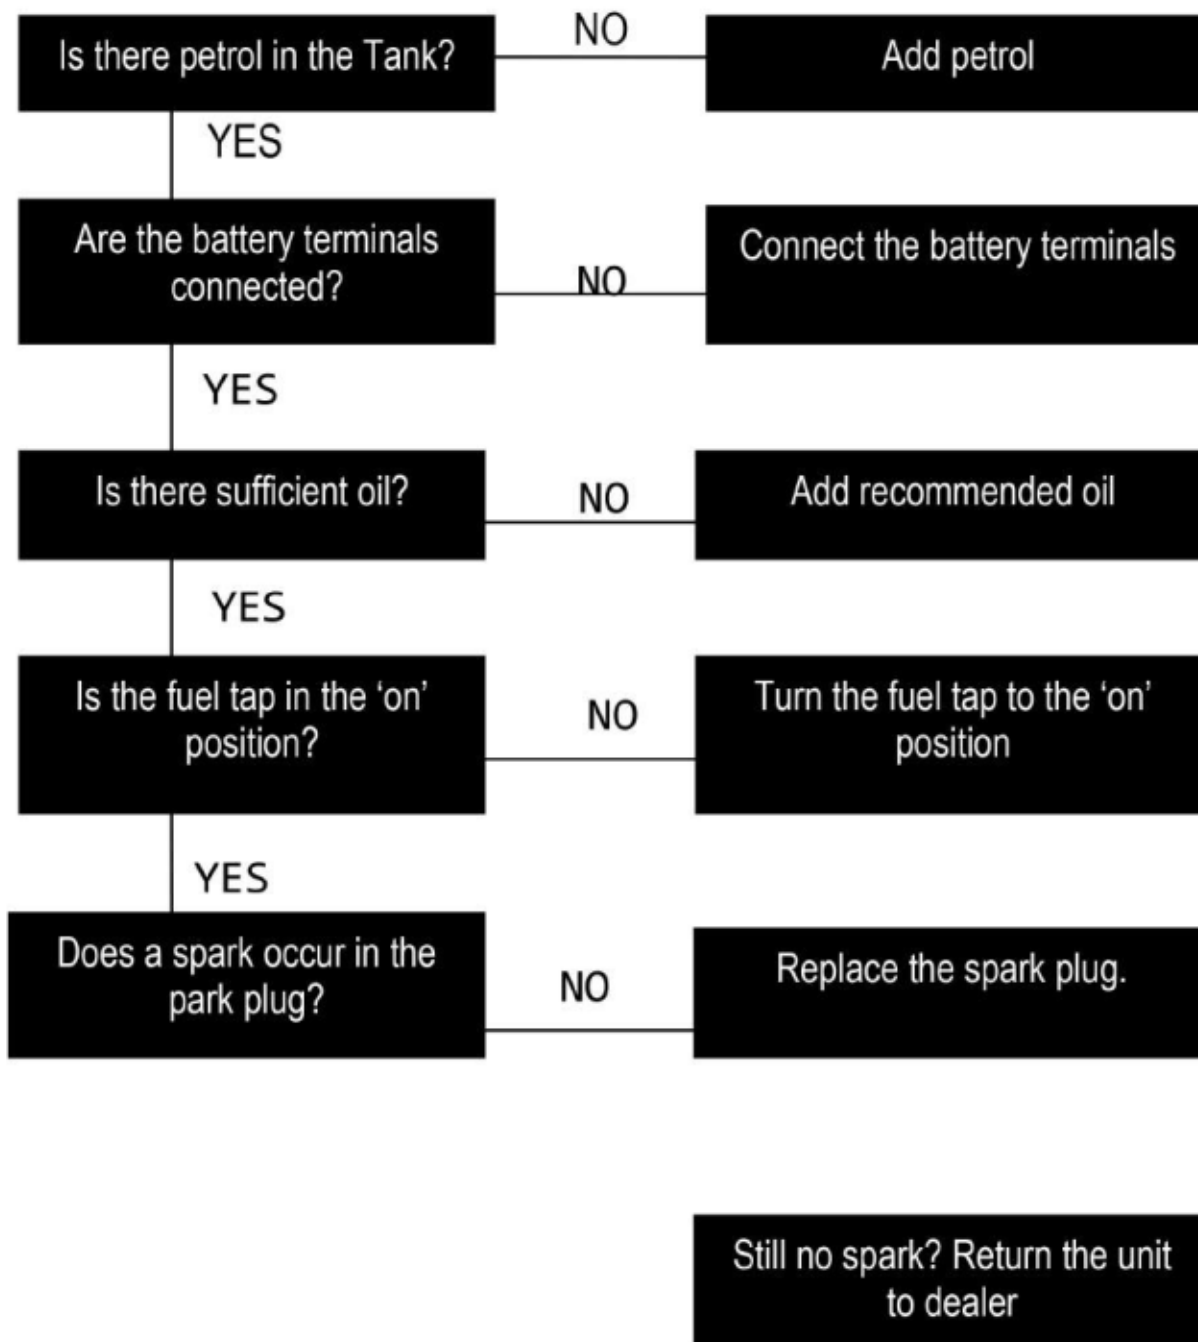 Is there petrol in the Tank?
NO
Add petrol
YES
Are the battery terminals
connected?
NO
Connect the battery terminals
YES
Is there sufficient oil?
NO
Add recommended oil
YES
Is the fuel tap in the ‘on’
position?
NO
Turn the fuel tap to the ‘on’
position
YES
Does a spark occur in the
park plug?
NO
Replace the spark plug.
Still no spark? Return the unit
to dealer